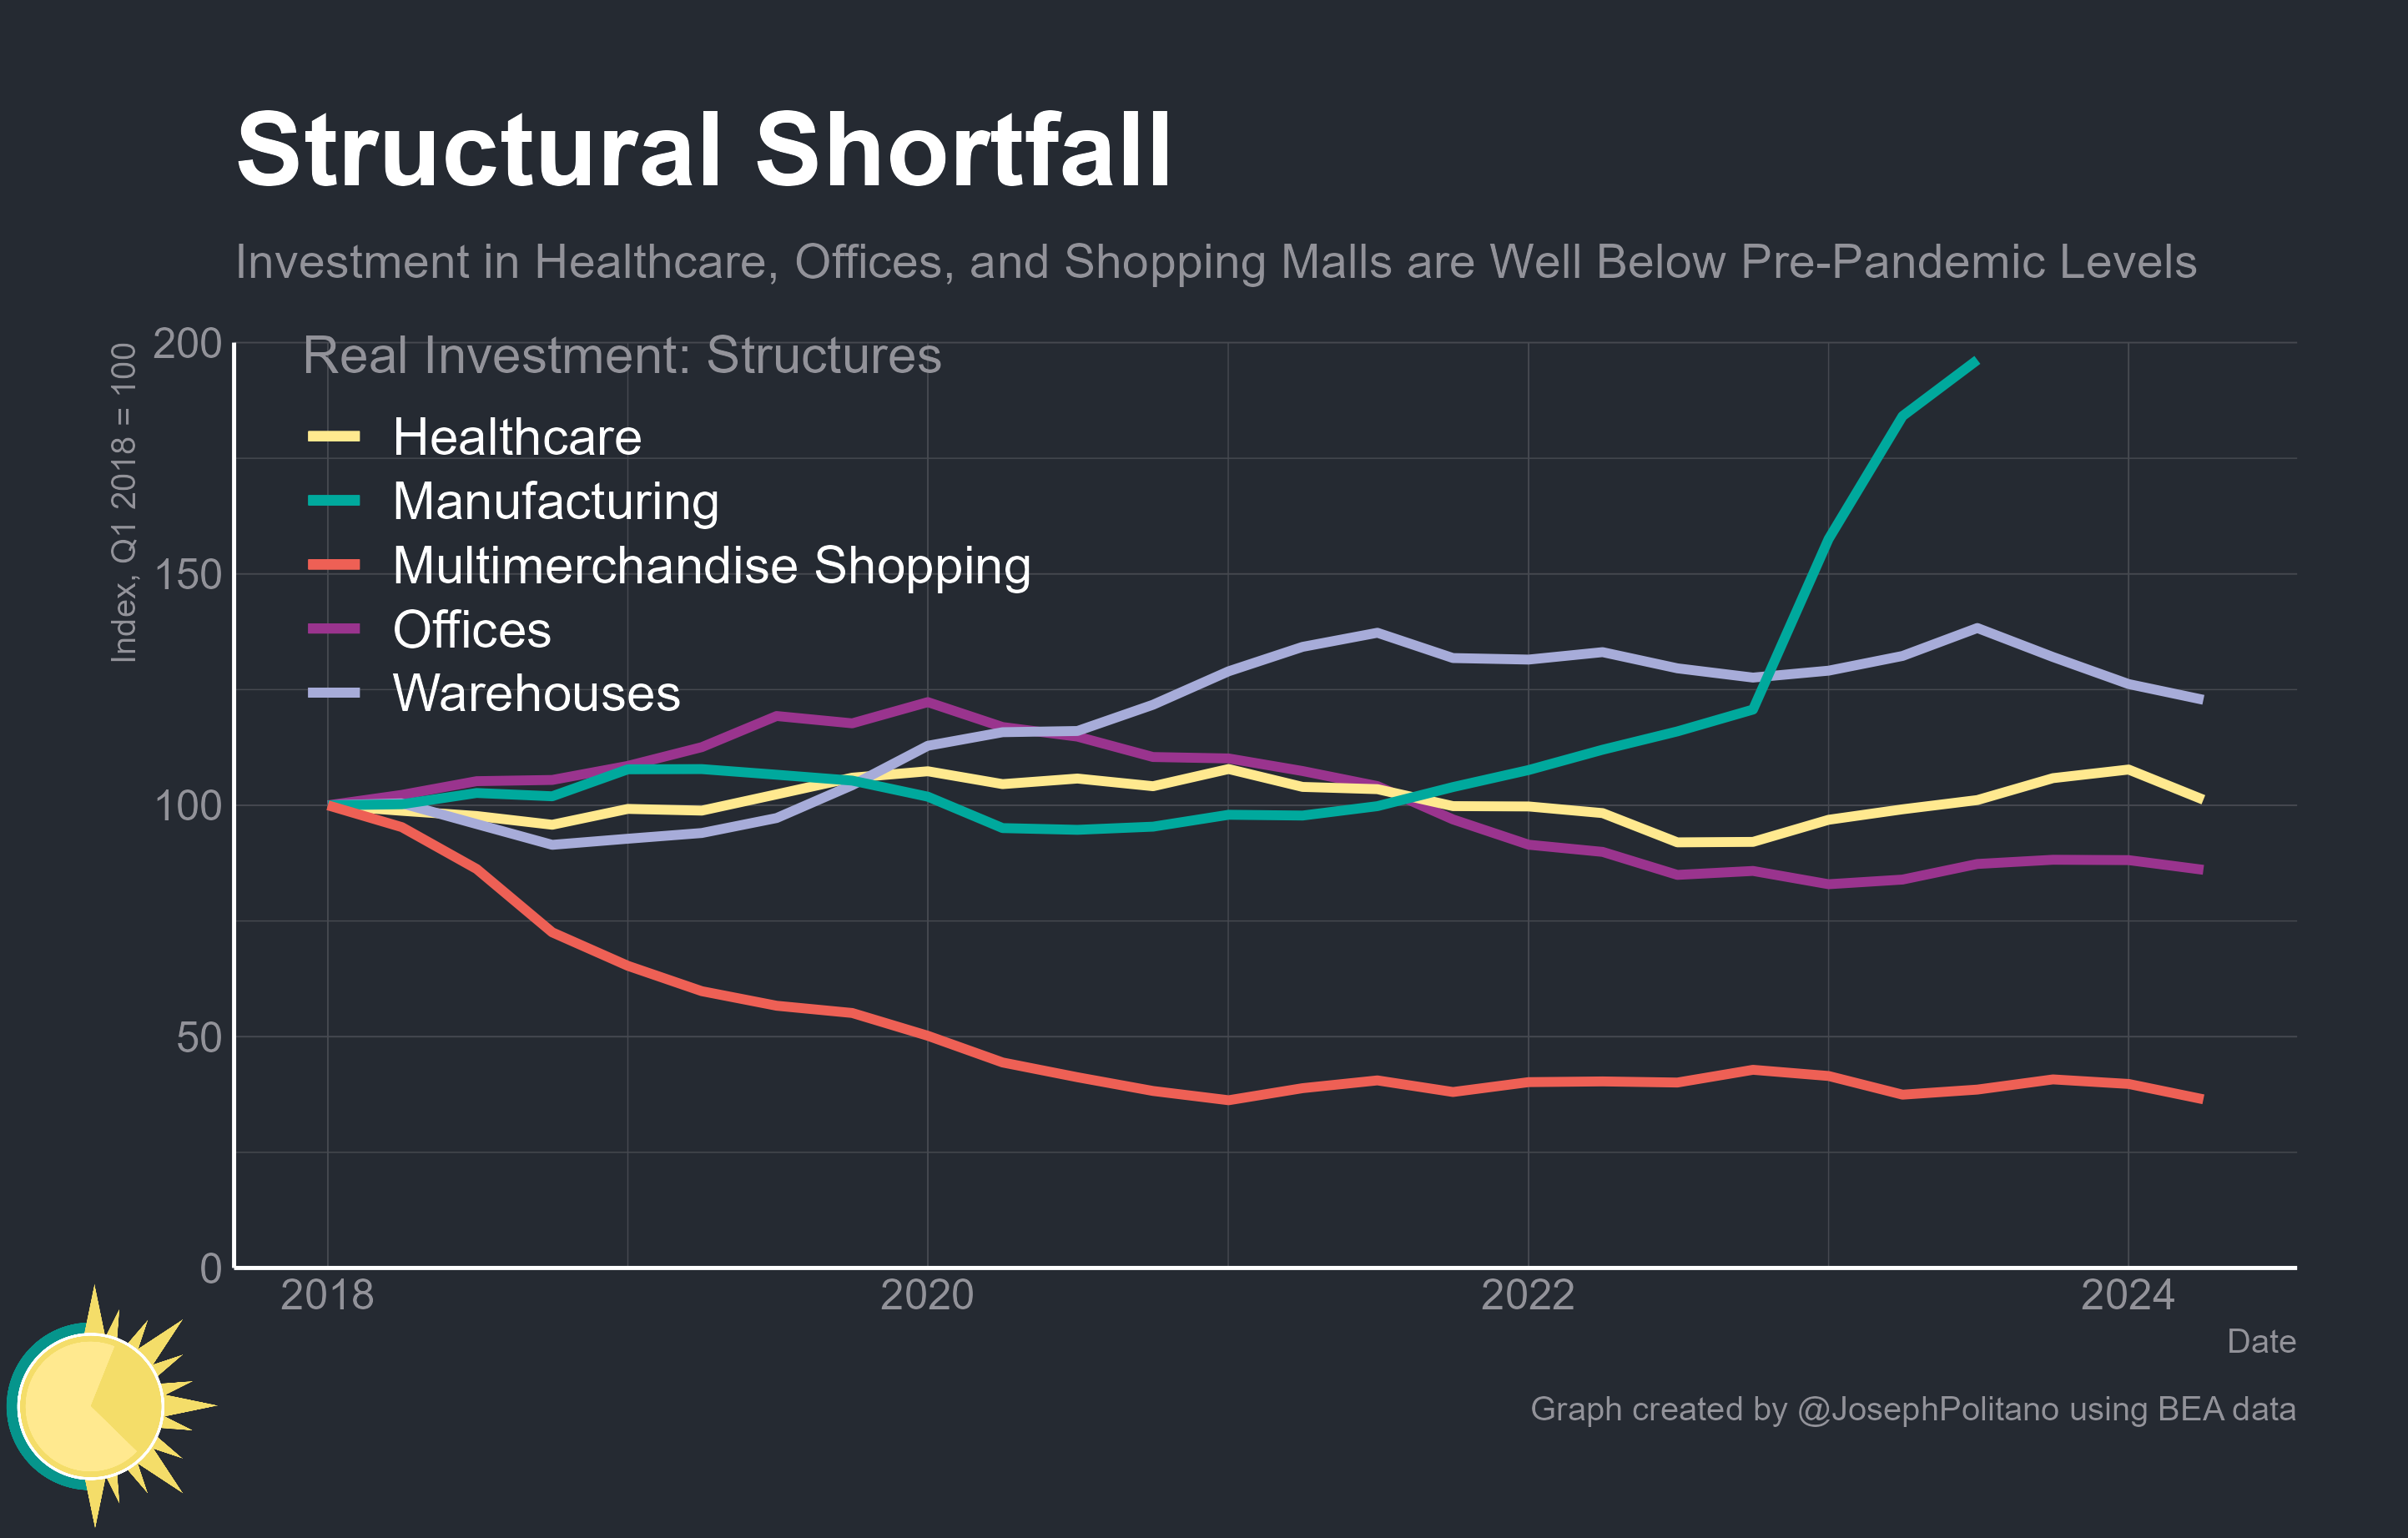 Structural Shortfall
Investment in Healthcare, Offices, and Shopping Malls are Well Below Pre-Pandemic Levels
Index, Q1 2018 = 100
200
150
100
50
0
Real Investment: Structures
Healthcare
Manufacturing
Multimerchandise Shopping
Offices
Warehouses
2018 2020 2022 2024
Date
Graph created by @JosephPolitano using BEA data